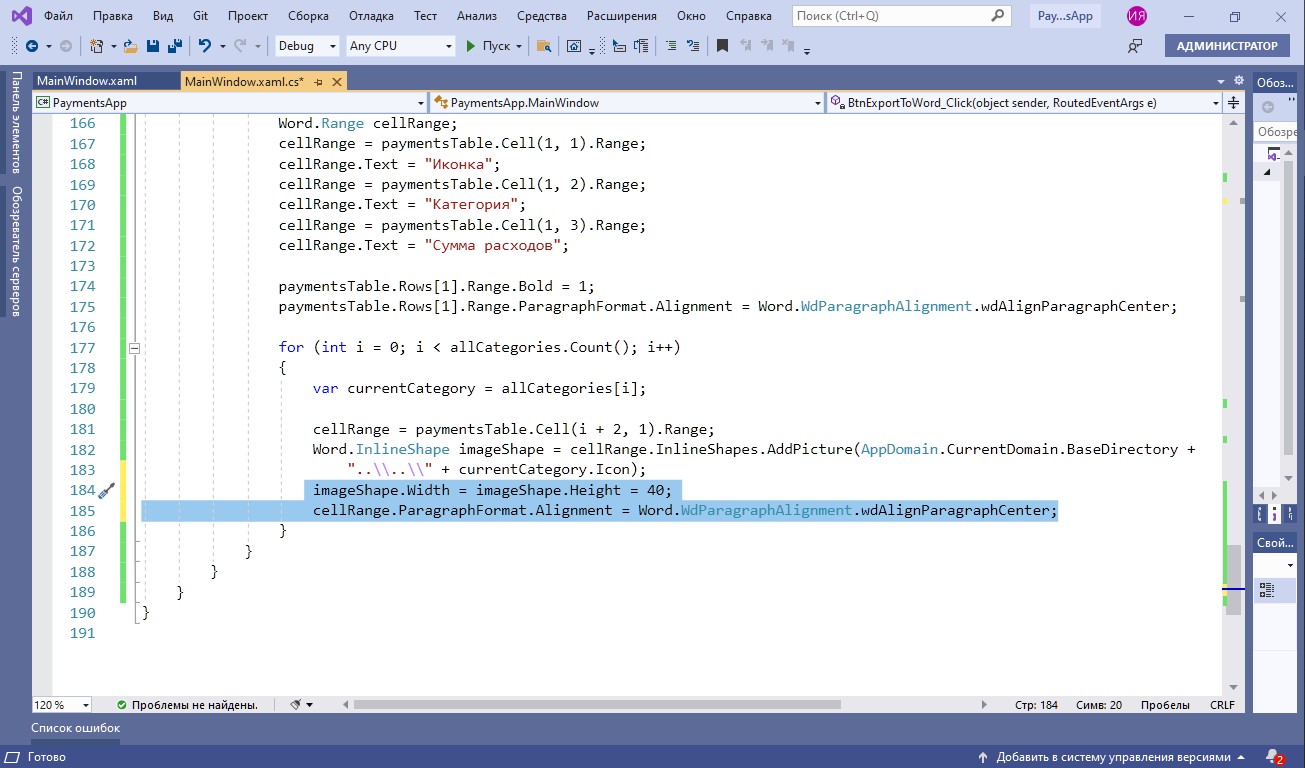 Файл Правка Вид Git Проект Сборка Отладка Тест Анализ Средства Расширения Окно Справка Поиск (Ctrl+Q) Pay...sApp ИЯ
Debug Any CPU Пуск АДМИНИСТРАТОР
MainWindow.xaml MainWindow.xaml.cs* Обоз...
C# PaymentsApp PaymentsApp.MainWindow BtnExportToWord_Click(object sender, RoutedEventArgs e)
Панель элементов
Обозреватель серверов
Обозре
166 Word.Range cellRange;
167 cellRange = paymentsTable.Cell(1, 1).Range;
168 cellRange.Text = "Иконка";
169 cellRange = paymentsTable.Cell(1, 2).Range;
170 cellRange.Text = "Категория";
171 cellRange = paymentsTable.Cell(1, 3).Range;
172 cellRange.Text = "Сумма расходов";
173
174 paymentsTable.Rows[1].Range.Bold = 1;
175 paymentsTable.Rows[1].Range.ParagraphFormat.Alignment = Word.WdParagraphAlignment.wdAlignParagraphCenter;
176
177 for (int i = 0; i < allCategories.Count(); i++)
178 {
179 var currentCategory = allCategories[i];
180
181 cellRange = paymentsTable.Cell(i + 2, 1).Range;
182 Word.InlineShape imageShape = cellRange.InlineShapes.AddPicture(AppDomain.CurrentDomain.BaseDirectory +
183 "..\\..\\" + currentCategory.Icon);
184 imageShape.Width = imageShape.Height = 40;
185 cellRange.ParagraphFormat.Alignment = Word.WdParagraphAlignment.wdAlignParagraphCenter;
186 }
187 }
188 }
189 }
190 }
191
Свой...
120 % Проблемы не найдены. Стр: 184 Симв: 20 Пробелы CRLF
Список ошибок
Готово Добавить в систему управления версиями 2